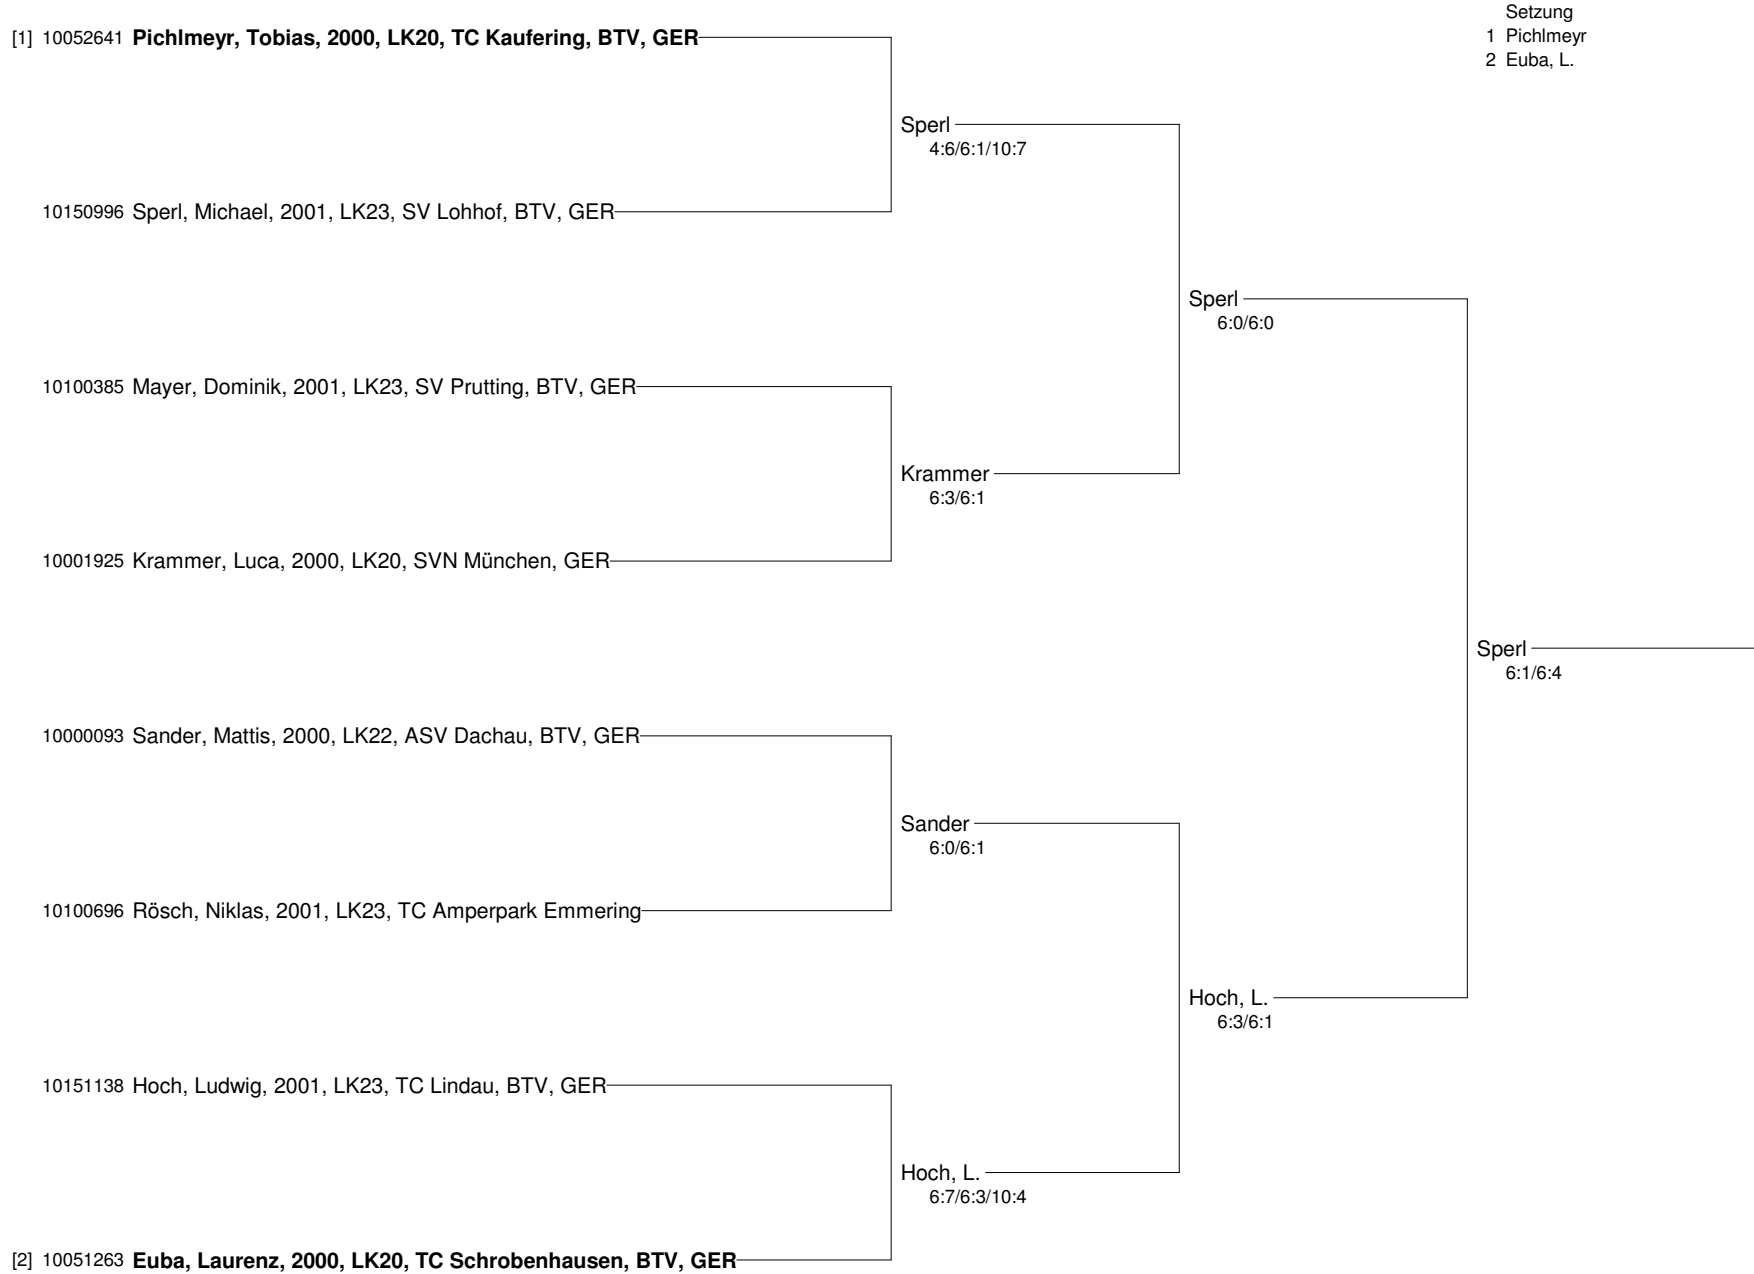 Setzung
1 Pichlmeyr
2 Euba, L.
[1] 10052641 Pichlmeyr, Tobias, 2000, LK20, TC Kaufering, BTV, GER
Sperl
4:6/6:1/10:7
10150996 Sperl, Michael, 2001, LK23, SV Lohhof, BTV, GER
Sperl
6:0/6:0
10100385 Mayer, Dominik, 2001, LK23, SV Prutting, BTV, GER
Krammer
6:3/6:1
10001925 Krammer, Luca, 2000, LK20, SVN München, GER
Sperl
6:1/6:4
10000093 Sander, Mattis, 2000, LK22, ASV Dachau, BTV, GER
Sander
6:0/6:1
10100696 Rösch, Niklas, 2001, LK23, TC Amperpark Emmering
Hoch, L.
6:3/6:1
10151138 Hoch, Ludwig, 2001, LK23, TC Lindau, BTV, GER
Hoch, L.
6:7/6:3/10:4
[2] 10051263 Euba, Laurenz, 2000, LK20, TC Schrobenhausen, BTV, GER